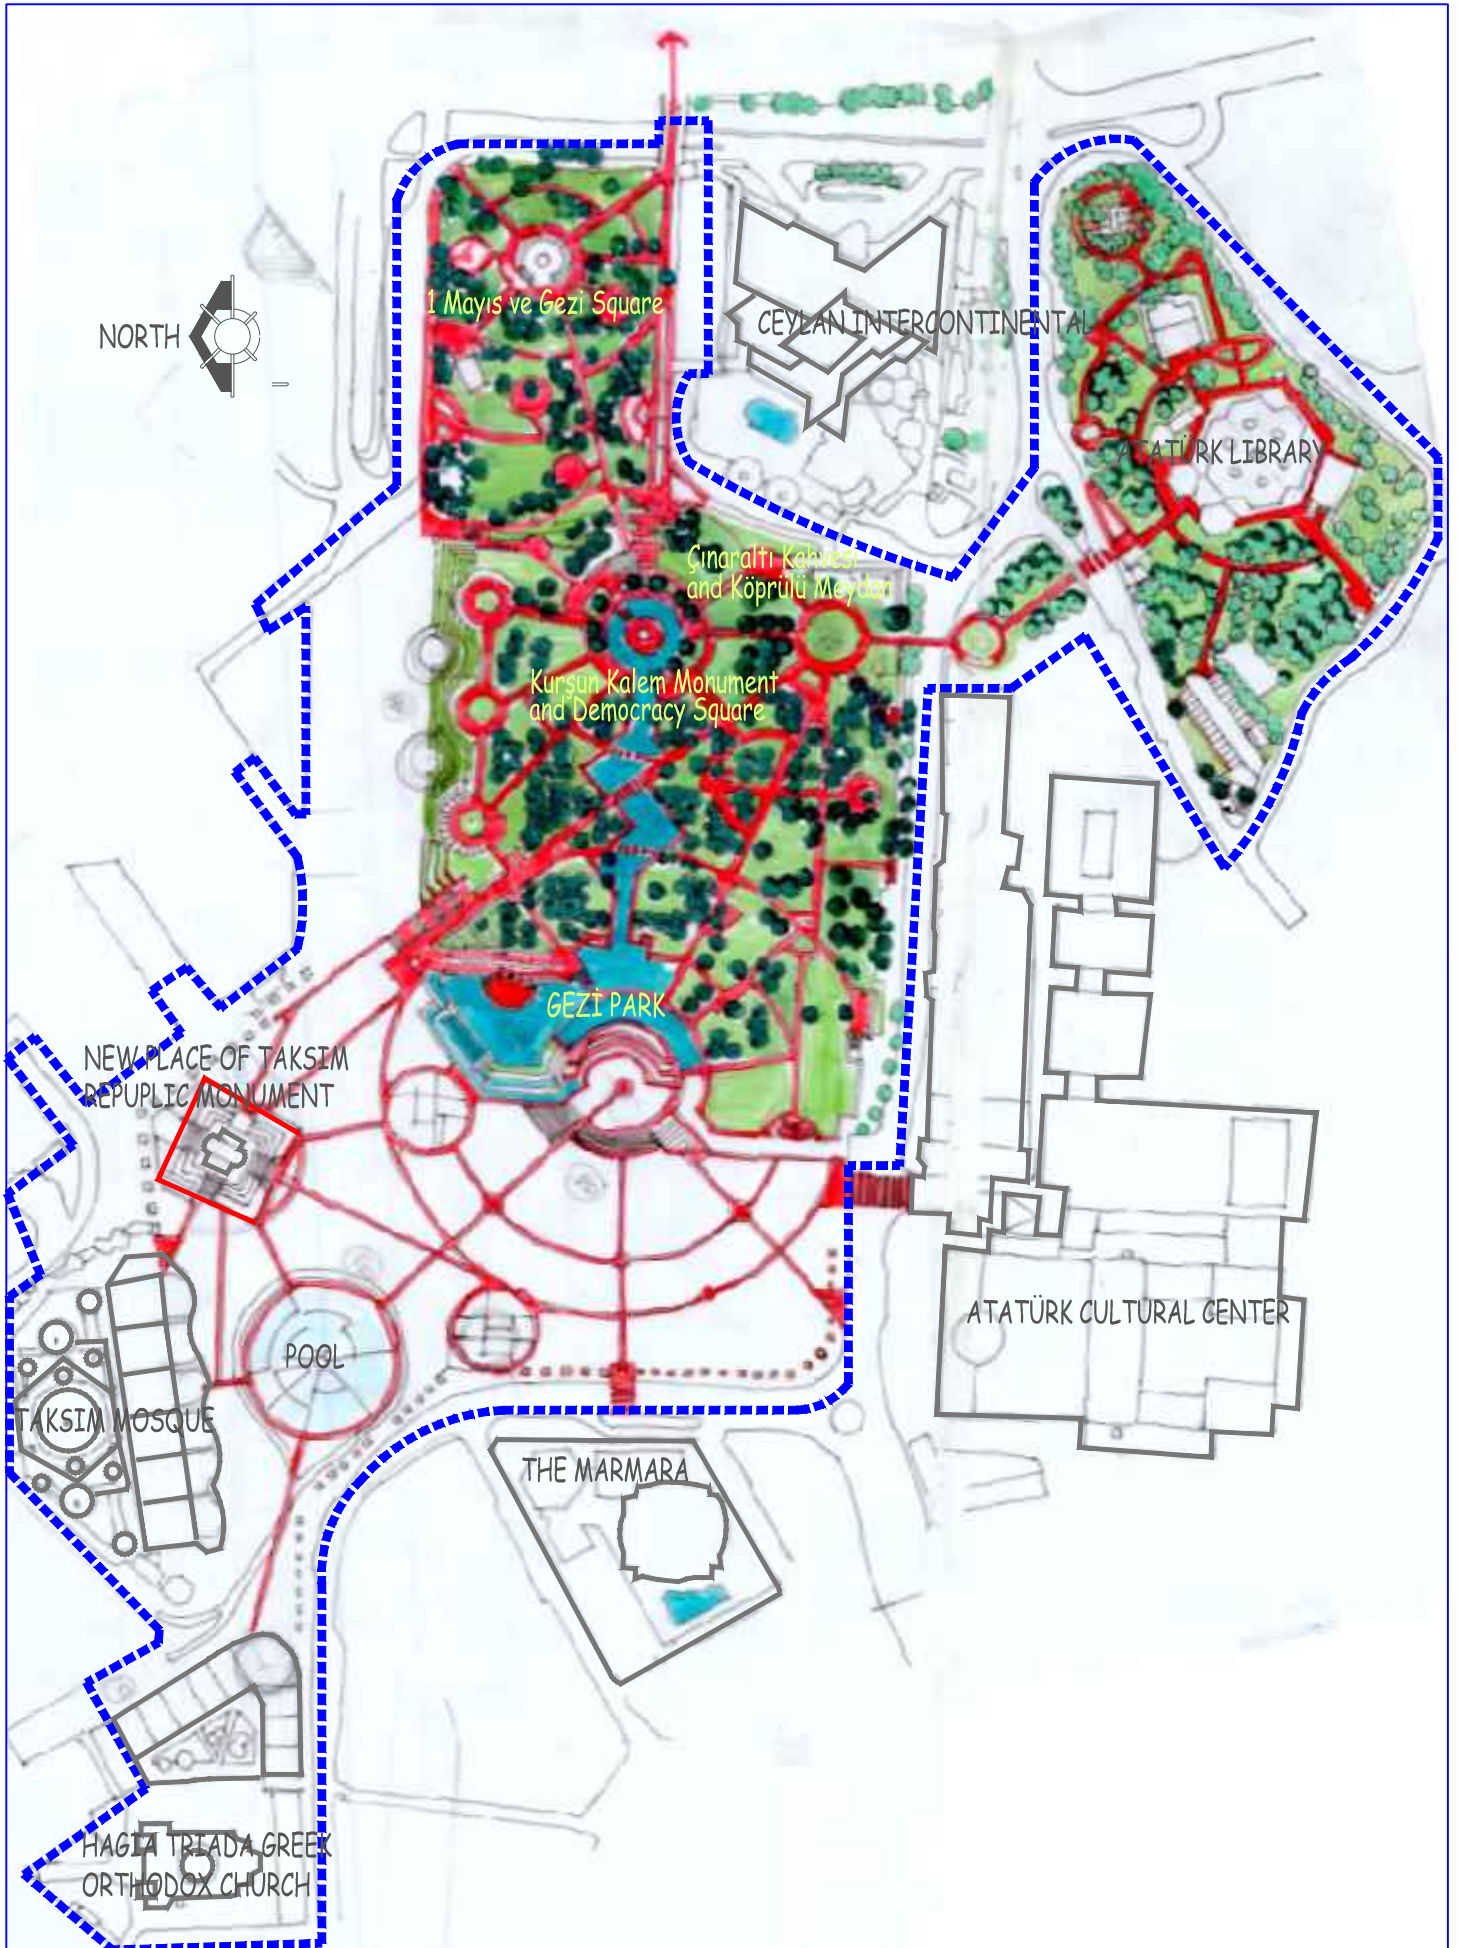 1 Mayıs ve Gezi Square
NORTH
CEYLAN INTERCONTINENTAL
ATATÜRK LIBRARY
Çınaraltı Kahvesi
and Köprülü Meydan
Kurşun Kalem Monument
and Democracy Square
GEZİ PARK
NEW PLACE OF TAKSIM
REPUPLIC MONUMENT
ATATÜRK CULTURAL CENTER
POOL
TAKSIM MOSQUE
THE MARMARA
HAGIA TRIADA GREEK
ORTHODOX CHURCH